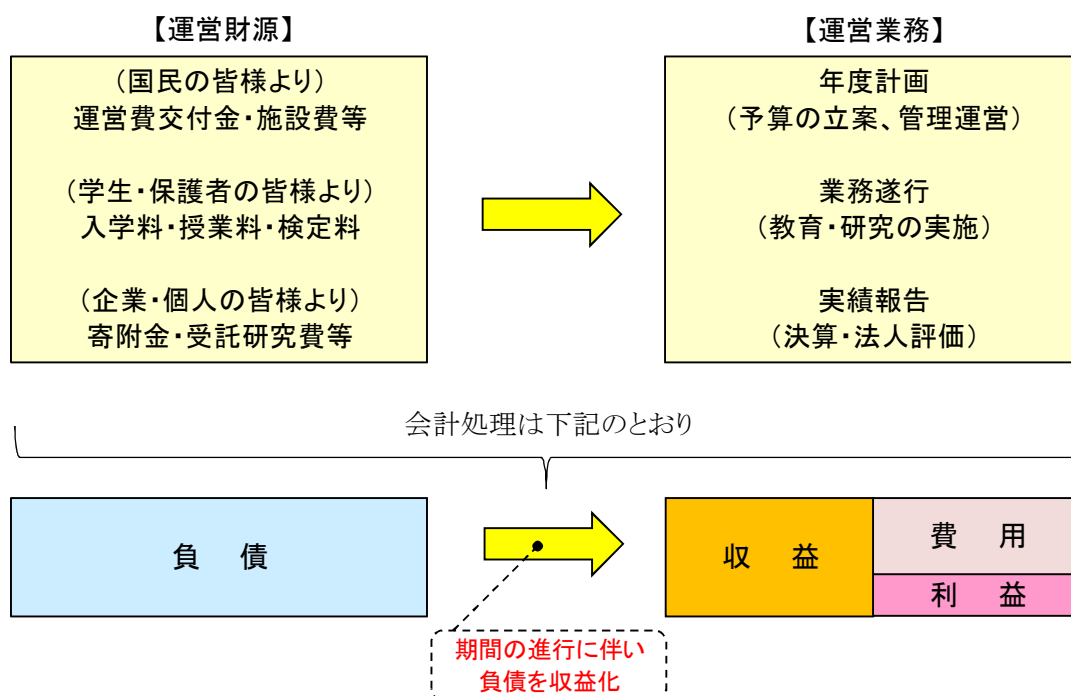 【運営財源】
(国民の皆様より)
運営費交付金・施設費等
(学生・保護者の皆様より)
入学料・授業料・検定料
(企業・個人の皆様より)
寄附金・受託研究費等
【運営業務】
年度計画
(予算の立案、管理運営)
業務遂行
(教育・研究の実施)
実績報告
(決算・法人評価)
会計処理は下記のとおり
負 債
収 益
費 用
利 益
期間の進行に伴い
負債を収益化